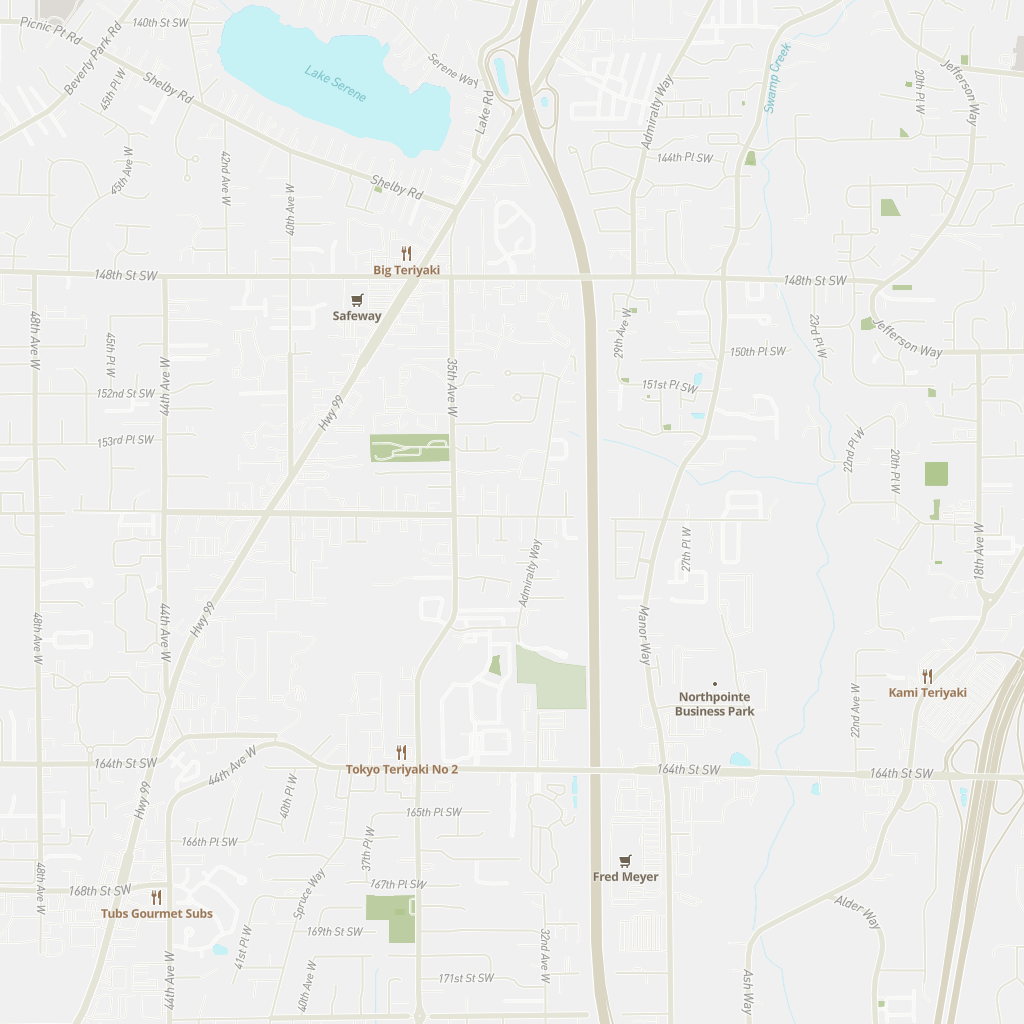 140th St SW
Picnic Pt Rd
Beverly Park Rd
45th Pl W
Shelby Rd
Lake Serene
Serene Way
Lake Rd
Admiralty Way
Swamp Creek
20th Pl W
Jefferson Way
144th Pl SW
45th Ave W
42nd Ave W
40th Ave W
Shelby Rd
Big Teriyaki
148th St SW
148th St SW
Safeway
48th Ave W
45th Pl W
44th Ave W
35th Ave W
29th Ave W
150th Pl SW
23rd Pl W
Jefferson Way
152nd St SW
151st Pl SW
Hwy 99
153rd Pl SW
22nd Pl W
20th Pl W
27th Pl W
18th Ave W
Admiralty Way
Hwy 99
44th Ave W
48th Ave W
Manor Way
Northpointe
Business Park
Kami Teriyaki
22nd Ave W
164th St SW
44th Ave W
Tokyo Teriyaki No 2
164th St SW
164th St SW
Hwy 99
40th Pl W
165th Pl SW
166th Pl SW
37th Pl W
Fred Meyer
48th Ave W
168th St SW
Tubs Gourmet Subs
Spruce Way
167th Pl SW
Alder Way
169th St SW
41st Pl W
32nd Ave W
44th Ave W
40th Ave W
171st St SW
Ash Way